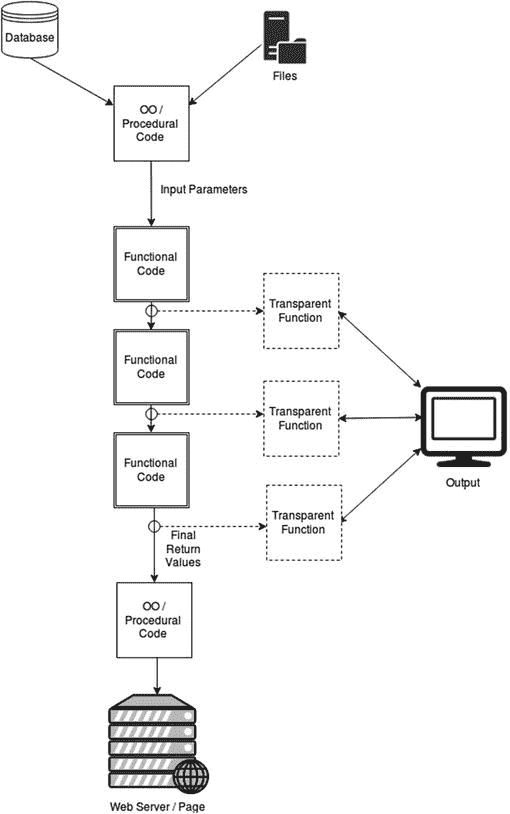 Database
Files
OO /
Procedural
Code
Input Parameters
Functional
Code
Transparent
Function
Functional
Code
Transparent
Function
Functional
Code
Output
Transparent
Function
Final
Return
Values
OO /
Procedural
Code
Web Server / Page